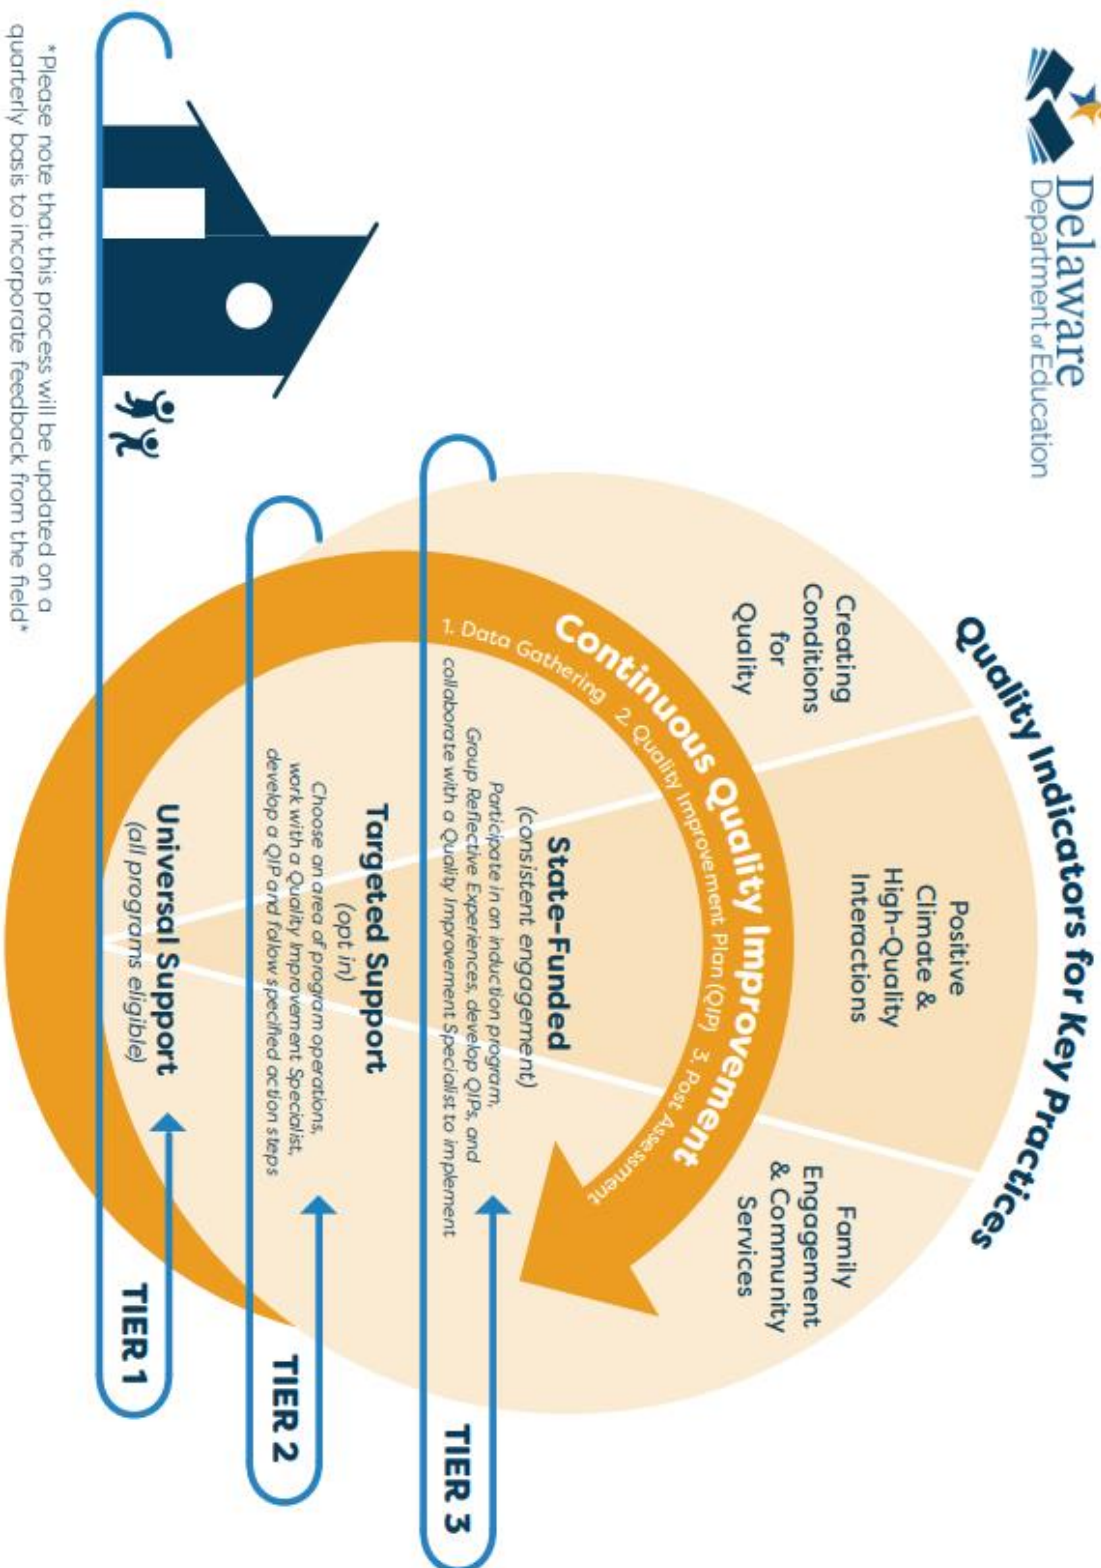 Delaware
Department of Education
Quality Indicators for Key Practices
Creating
Conditions
for
Quality
Positive
Climate &
High-Quality
Interactions
Family
Engagement
& Community
Services
Continuous Quality Improvement
1. Data Gathering 2. Quality Improvement Plan (QIP) 3. Post Assessment
State-Funded
(consistent engagement)
Participate in an induction program,
Group Reflective Experiences, develop QIPs, and
collaborate with a Quality Improvement Specialist to implement
TIER 3
Targeted Support
(opt in)
Choose an area of program operations,
work with a Quality Improvement Specialist,
develop a QIP and follow specified action steps
TIER 2
Universal Support
(all programs eligible)
TIER 1
*Please note that this process will be updated on a
quarterly basis to incorporate feedback from the field*